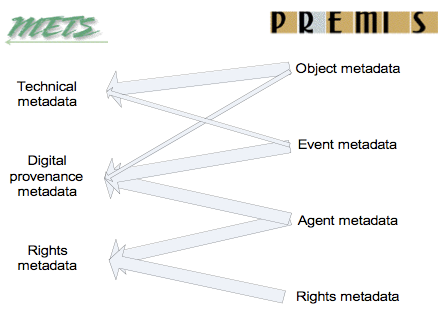 METS
PREMIS
Object metadata
Technical
metadata
Event metadata
Digital
provenance
metadata
Agent metadata
Rights
metadata
Rights metadata